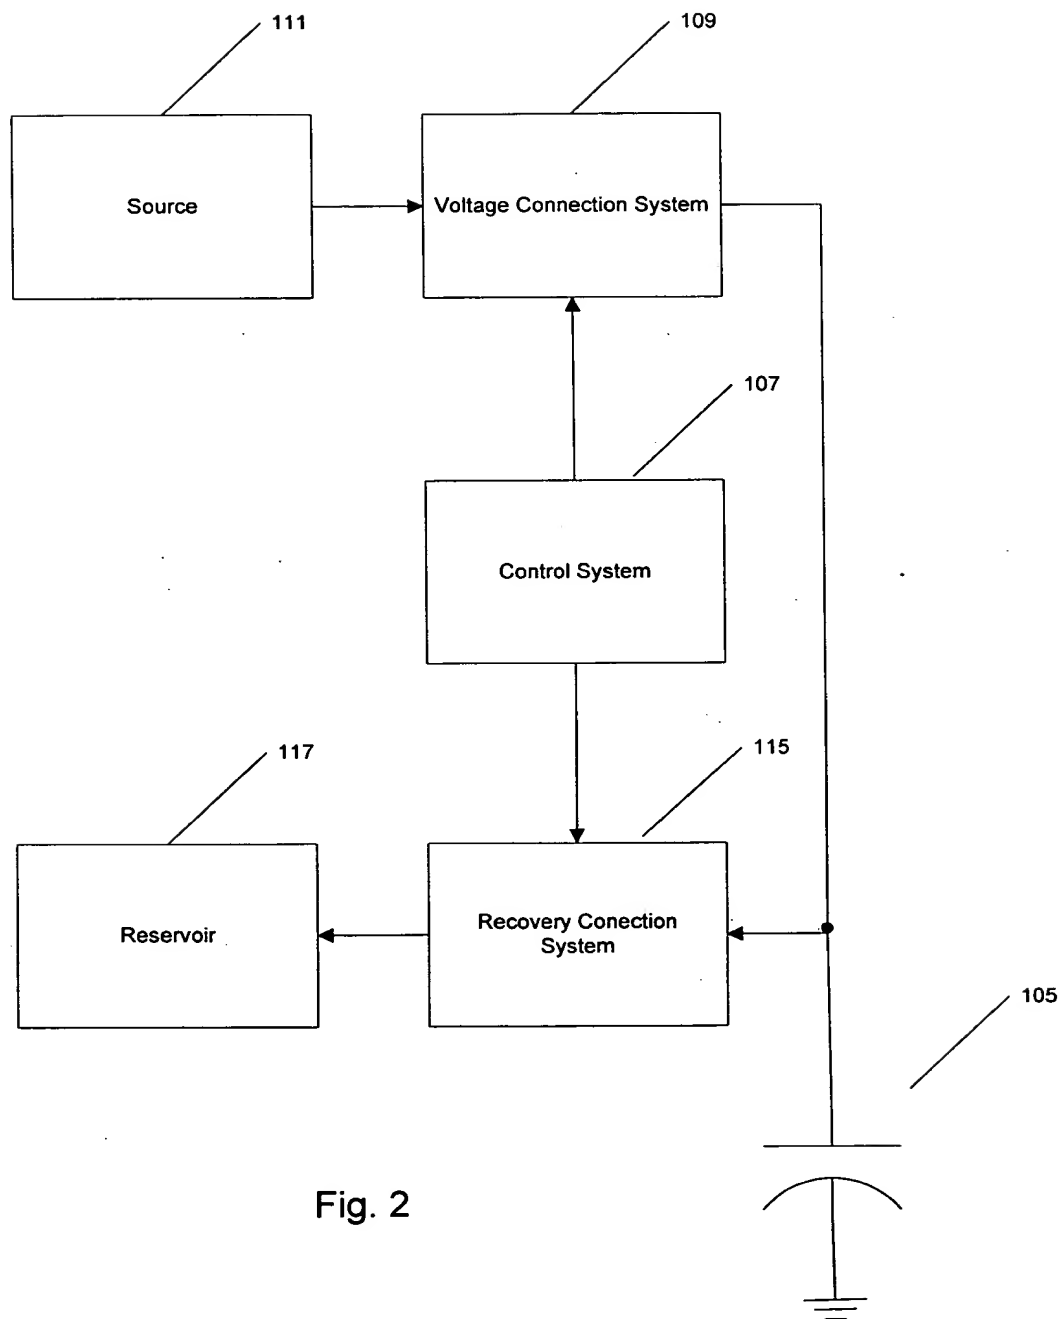 111
109
Source
Voltage Connection System
107
Control System
117
115
Reservoir
Recovery Conection
System
105
Fig. 2